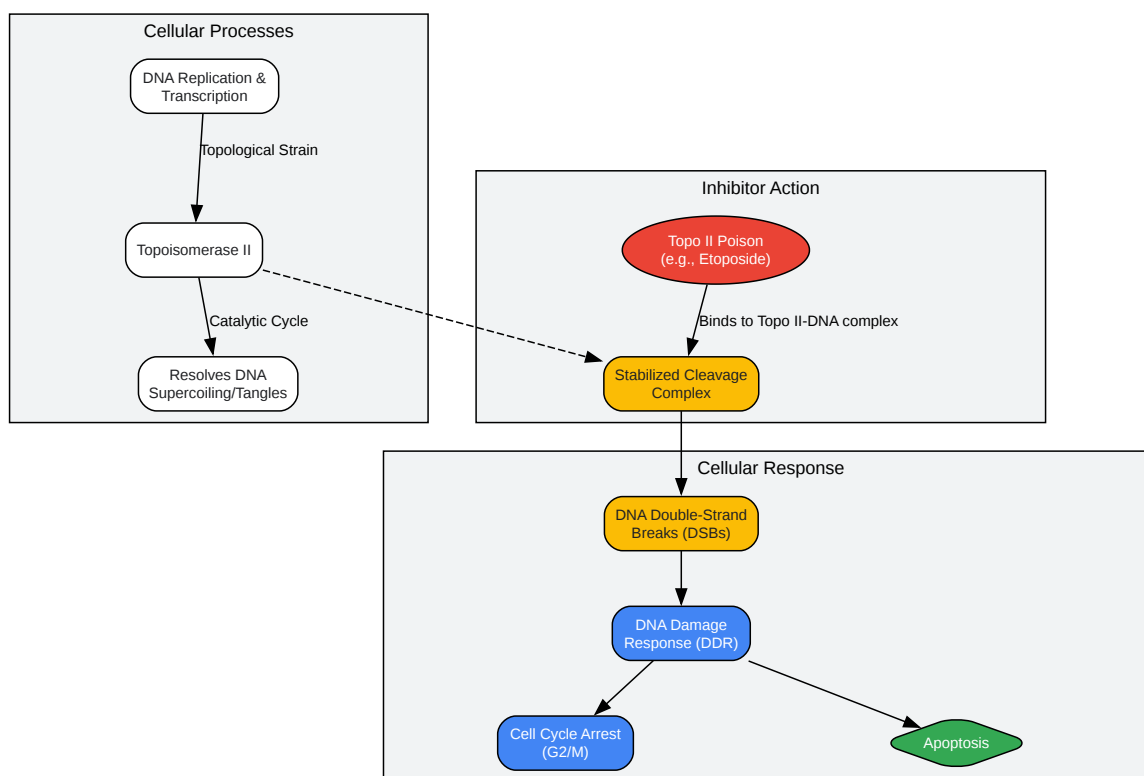 Cellular Processes
DNA Replication &
Transcription
Topological Strain
Topoisomerase II
Catalytic Cycle
Resolves DNA
Supercoiling/Tangles
Inhibitor Action
Topo II Poison
(e.g., Etoposide)
Binds to Topo II-DNA complex
Stabilized Cleavage
Complex
Cellular Response
DNA Double-Strand
Breaks (DSBs)
DNA Damage
Response (DDR)
Cell Cycle Arrest
(G2/M)
Apoptosis